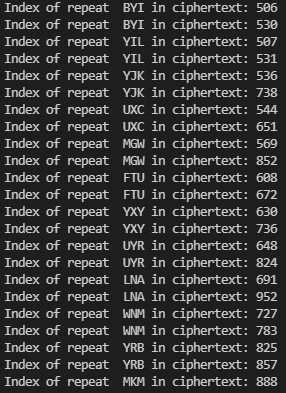 Index of repeat  BYI in ciphertext: 506
Index of repeat  BYI in ciphertext: 530
Index of repeat  YIL in ciphertext: 507
Index of repeat  YIL in ciphertext: 531
Index of repeat  YJK in ciphertext: 536
Index of repeat  YJK in ciphertext: 738
Index of repeat  UXC in ciphertext: 544
Index of repeat  UXC in ciphertext: 651
Index of repeat  MGW in ciphertext: 569
Index of repeat  MGW in ciphertext: 852
Index of repeat  FTU in ciphertext: 608
Index of repeat  FTU in ciphertext: 672
Index of repeat  YXY in ciphertext: 630
Index of repeat  YXY in ciphertext: 736
Index of repeat  UYR in ciphertext: 648
Index of repeat  UYR in ciphertext: 824
Index of repeat  LNA in ciphertext: 691
Index of repeat  LNA in ciphertext: 952
Index of repeat  WNM in ciphertext: 727
Index of repeat  WNM in ciphertext: 783
Index of repeat  YRB in ciphertext: 825
Index of repeat  YRB in ciphertext: 857
Index of repeat  MKM in ciphertext: 888